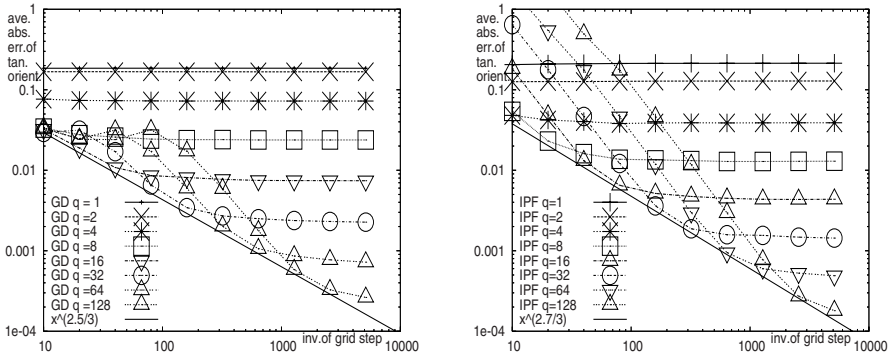 1
ave.
abs.
err.of
tan.
orient.
0.1
0.01
0.001
1e-04
GD q = 1
GD q =2
GD q =4
GD q =8
GD q =16
GD q =32
GD q =64
GD q =128
x^(2.5/3)
inv.of grid step
10
100
1000
10000
1
ave.
abs.
err.of
tan.
orient.
0.1
0.01
0.001
1e-04
IPF q=1
IPF q=2
IPF q=4
IPF q=8
IPF q=16
IPF q=32
IPF q=64
IPF q=128
x^(2.7/3)
inv.of grid step
10
100
1000
10000